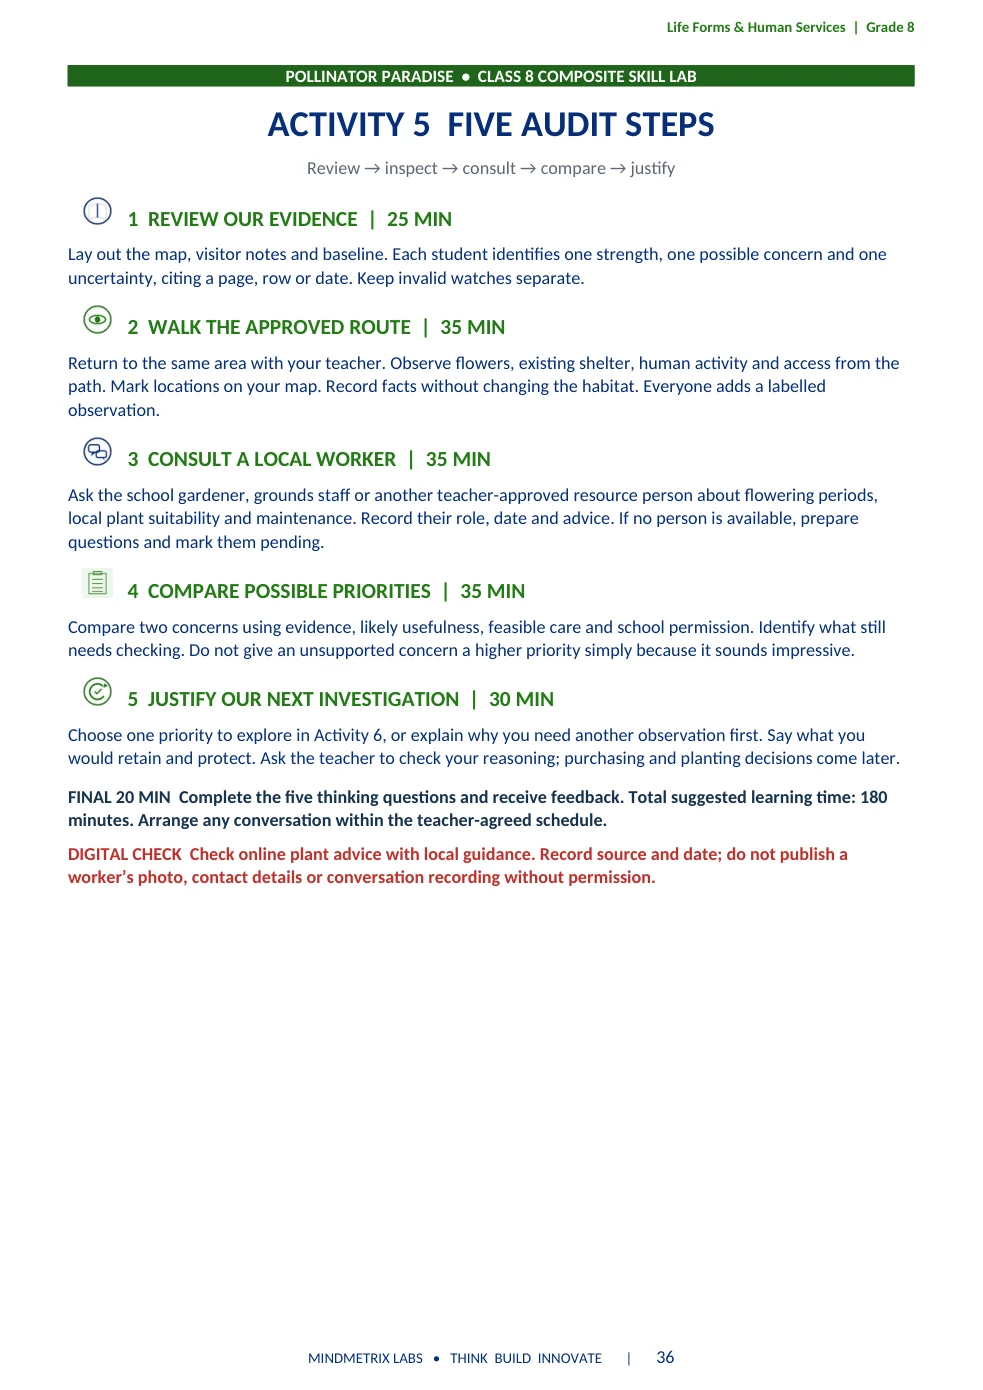 Life Forms & Human Services | Grade 8
POLLINATOR PARADISE ● CLASS 8 COMPOSITE SKILL LAB
ACTIVITY 5 FIVE AUDIT STEPS
Review → inspect → consult → compare → justify
1 REVIEW OUR EVIDENCE | 25 MIN
Lay out the map, visitor notes and baseline. Each student identifies one strength, one possible concern and one
uncertainty, citing a page, row or date. Keep invalid watches separate.
2 WALK THE APPROVED ROUTE | 35 MIN
Return to the same area with your teacher. Observe flowers, existing shelter, human activity and access from the
path. Mark locations on your map. Record facts without changing the habitat. Everyone adds a labelled
observation.
3 CONSULT A LOCAL WORKER | 35 MIN
Ask the school gardener, grounds staff or another teacher-approved resource person about flowering periods,
local plant suitability and maintenance. Record their role, date and advice. If no person is available, prepare
questions and mark them pending.
4 COMPARE POSSIBLE PRIORITIES | 35 MIN
Compare two concerns using evidence, likely usefulness, feasible care and school permission. Identify what still
needs checking. Do not give an unsupported concern a higher priority simply because it sounds impressive.
5 JUSTIFY OUR NEXT INVESTIGATION | 30 MIN
Choose one priority to explore in Activity 6, or explain why you need another observation first. Say what you
would retain and protect. Ask the teacher to check your reasoning; purchasing and planting decisions come later.
FINAL 20 MIN Complete the five thinking questions and receive feedback. Total suggested learning time: 180
minutes. Arrange any conversation within the teacher-agreed schedule.
DIGITAL CHECK Check online plant advice with local guidance. Record source and date; do not publish a
worker’s photo, contact details or conversation recording without permission.
MINDMETRIX LABS ● THINK BUILD INNOVATE | 36